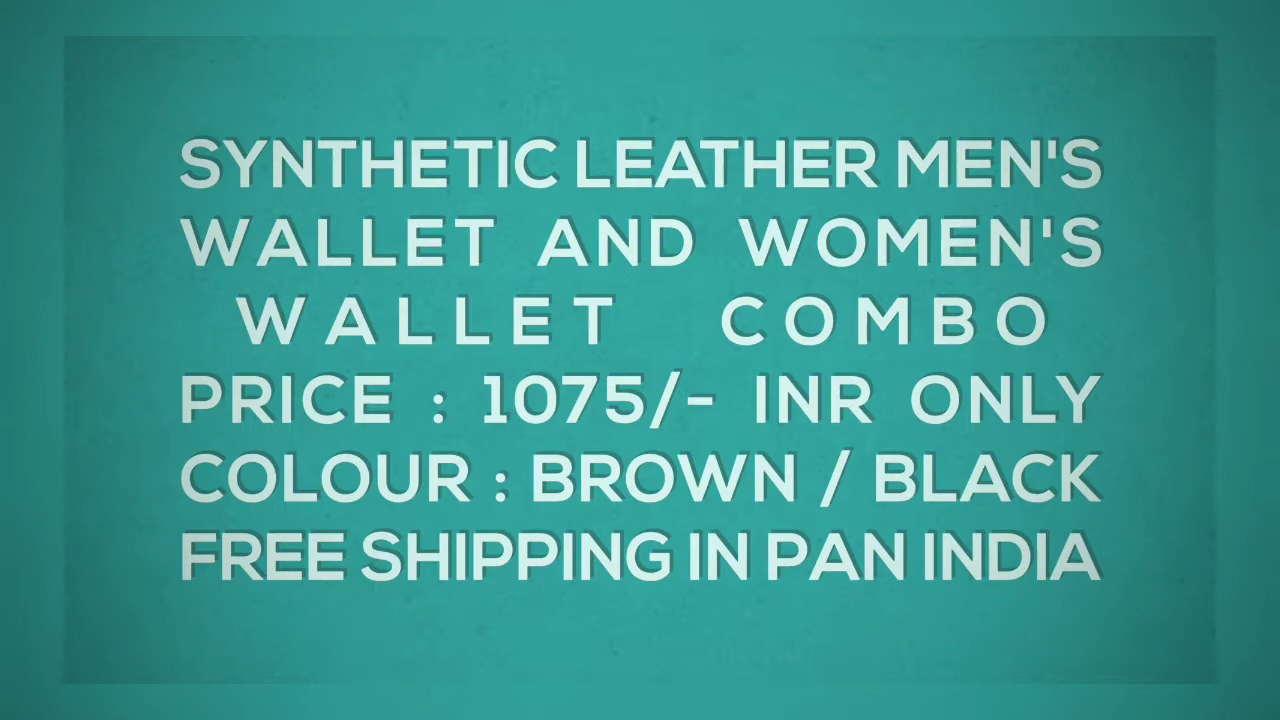 SYNTHETIC LEATHER MEN'S
WALLET AND WOMEN'S
WALLET COMBO
PRICE : 1075/- INR ONLY
COLOUR : BROWN / BLACK
FREE SHIPPING IN PAN INDIA